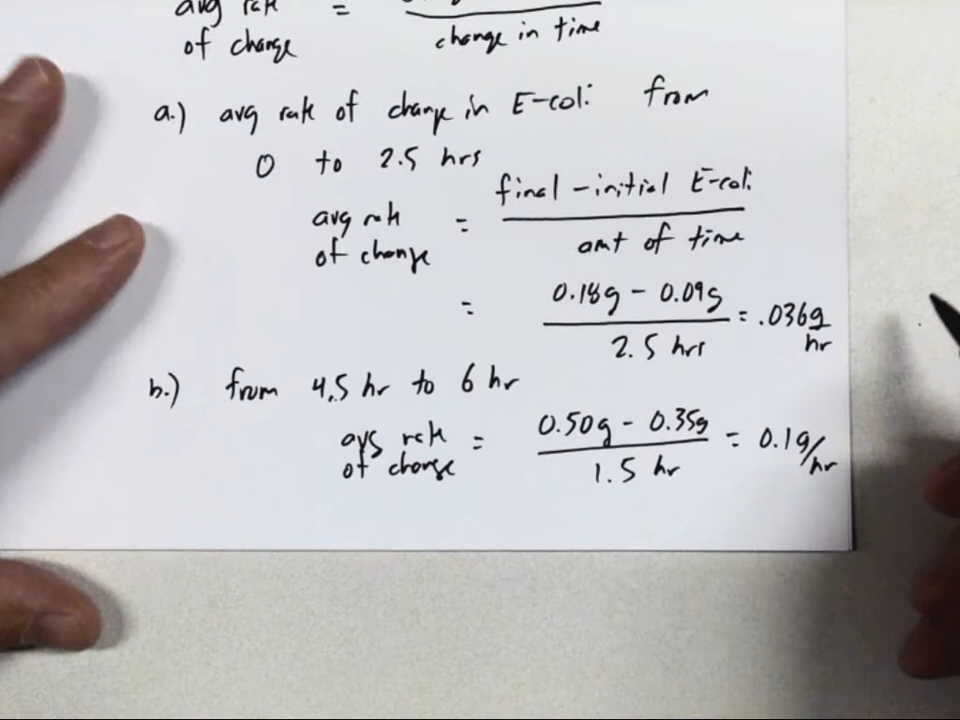 avg rate =
of change change in time
a.) avg rate of change in E-coli from
0 to 2.5 hrs
final - initial E-coli
avg rate =
of change amt of time
0.18g - 0.09g
= = .036g
2.5 hrs hr
b.) from 4.5 hr to 6 hr
0.50g - 0.35g
avg rate = = 0.1g/hr
of change 1.5 hr